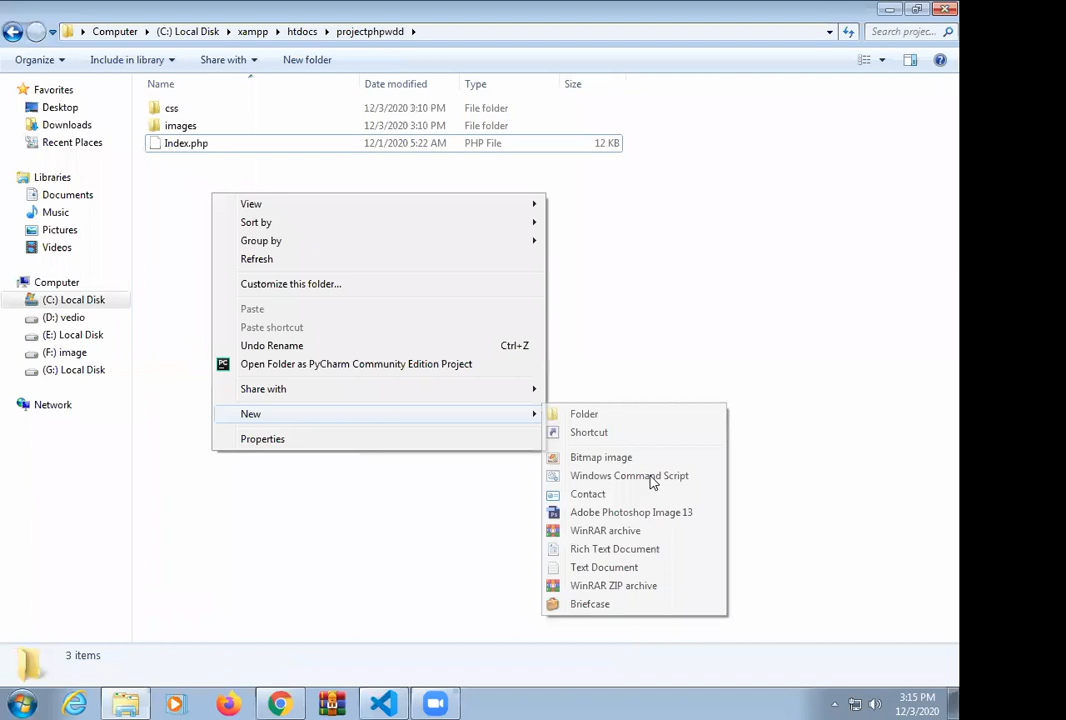 Computer (C:) Local Disk xampp htdocs projectphpwdd
Search projec...
Organize Include in library Share with New folder
Name Date modified Type Size
css 12/3/2020 3:10 PM File folder
images 12/3/2020 3:10 PM File folder
Index.php 12/1/2020 5:22 AM PHP File 12 KB
Favorites
Desktop
Downloads
Recent Places
Libraries
Documents
Music
Pictures
Videos
Computer
(C:) Local Disk
(D:) vedio
(E:) Local Disk
(F:) image
(G:) Local Disk
Network
View
Sort by
Group by
Refresh
Customize this folder...
Paste
Paste shortcut
Undo Rename Ctrl+Z
PC Open Folder as PyCharm Community Edition Project
Share with
New
Properties
Folder
Shortcut
Bitmap image
Windows Command Script
Contact
Adobe Photoshop Image 13
WinRAR archive
Rich Text Document
Text Document
WinRAR ZIP archive
Briefcase
3 items
3:15 PM
12/3/2020